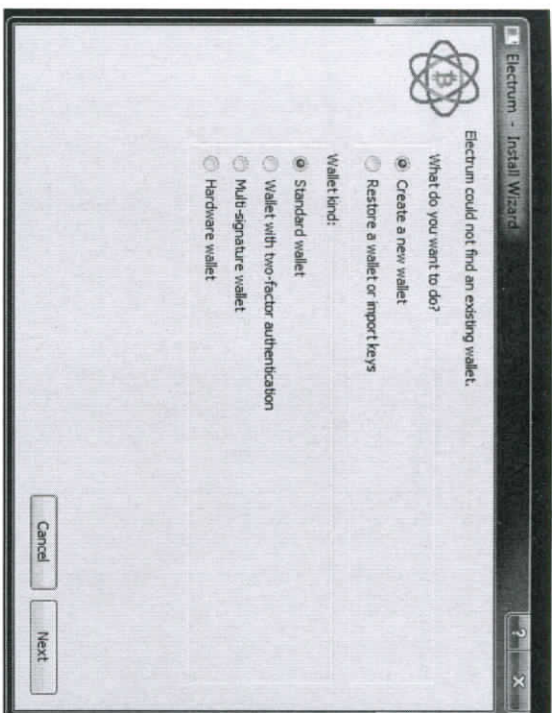 Electrum - Install Wizard
? X
Electrum could not find an existing wallet.
What do you want to do?
Create a new wallet
Restore a wallet or import keys
Wallet kind:
Standard wallet
Wallet with two-factor authentication
Multi-signature wallet
Hardware wallet
Cancel Next